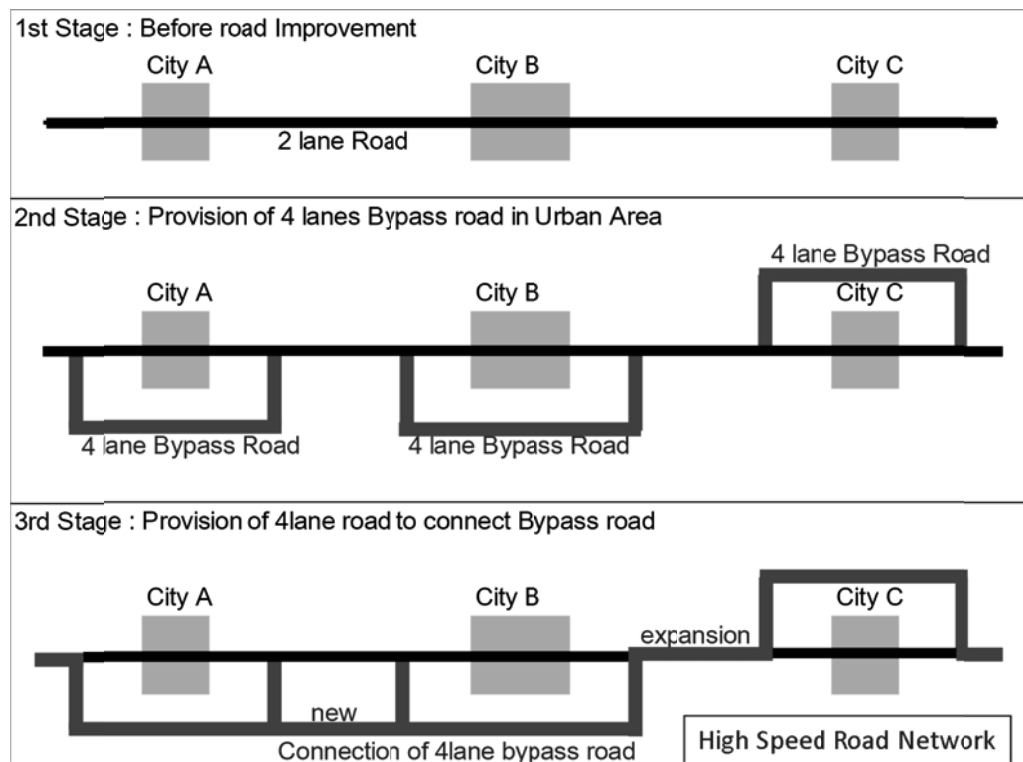 1st Stage : Before road Improvement
City A
City B
City C
2 lane Road
2nd Stage : Provision of 4 lanes Bypass road in Urban Area
4 lane Bypass Road
City A
City B
City C
4 lane Bypass Road
4 lane Bypass Road
3rd Stage : Provision of 4lane road to connect Bypass road
City A
City B
City C
expansion
new
Connection of 4lane bypass road
High Speed Road Network